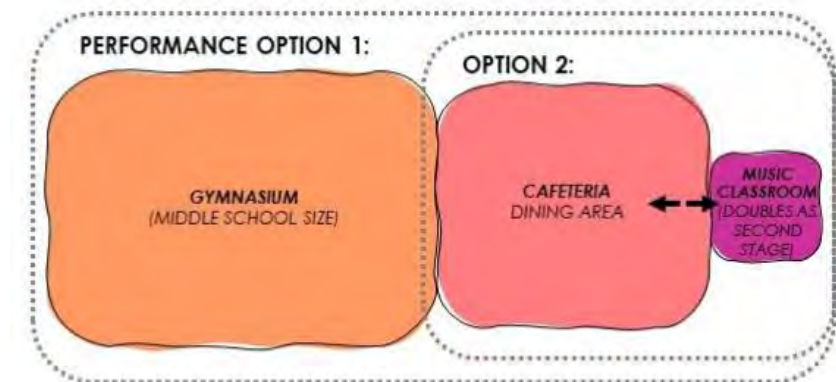 PERFORMANCE OPTION 1:
OPTION 2:
GYMNASIUM
(MIDDLE SCHOOL SIZE)
CAFETERIA
DINING AREA
MUSIC
CLASSROOM
(DOUBLES AS
SECOND
STAGE)